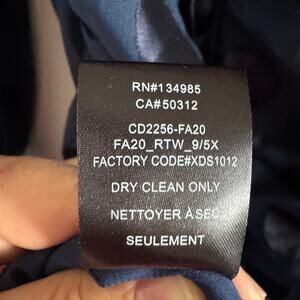 RN#134985
CA#50312
CD2256-FA20
FA20_RTW_9/5X
FACTORY CODE#XDS1012
DRY CLEAN ONLY
NETTOYER À SEC
SEULEMENT